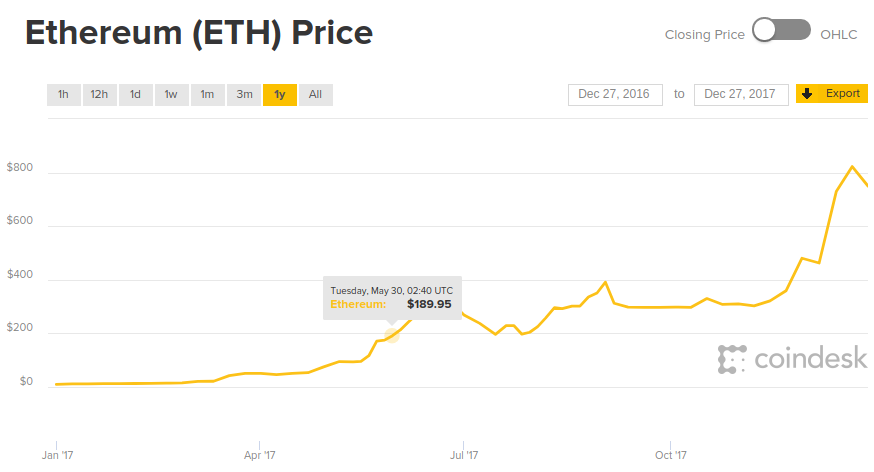 Ethereum (ETH) Price
Closing Price OHLC
1h 12h 1d 1w 1m 3m 1y All Dec 27, 2016 to Dec 27, 2017 Export
$800
$600
$400
Tuesday, May 30, 02:40 UTC
Ethereum: $189.95
$200
coindesk
$0
Jan '17 Apr '17 Jul '17 Oct '17